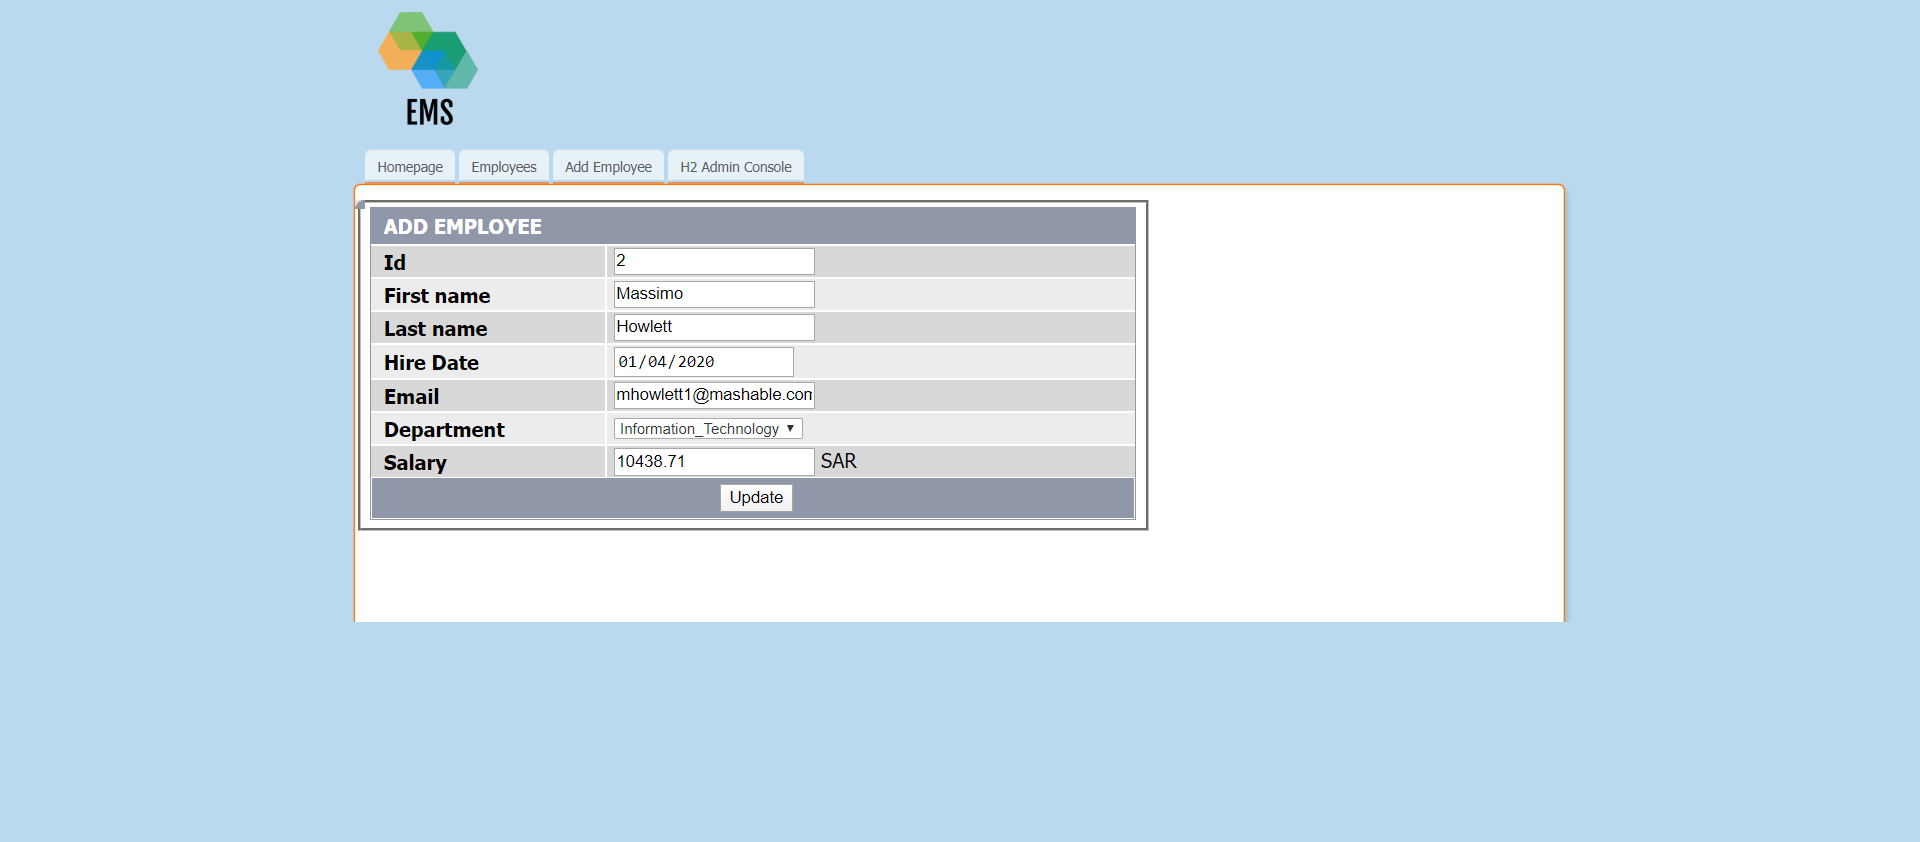 EMS
Homepage Employees Add Employee H2 Admin Console
ADD EMPLOYEE
Id 2
First name Massimo
Last name Howlett
Hire Date 01/04/2020
Email mhowlett1@mashable.com
Department Information_Technology
Salary 10438.71 SAR
Update